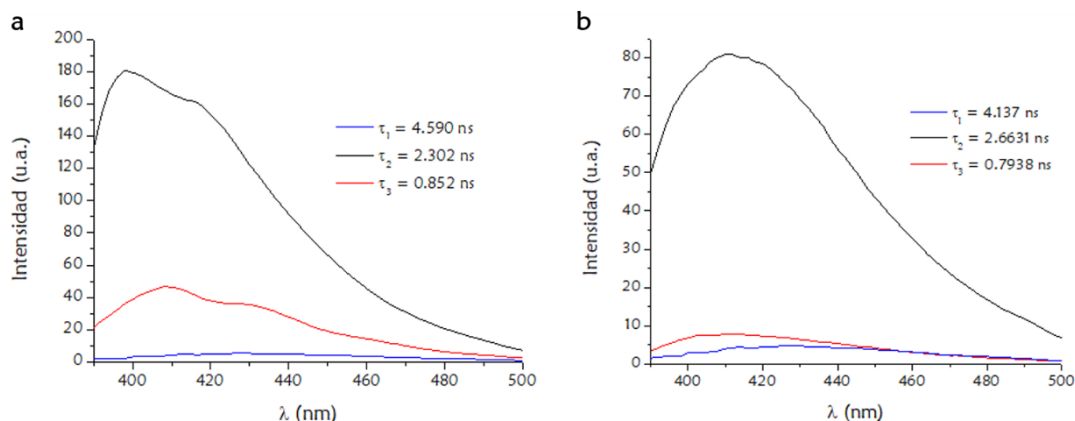 a
200
180
160
140
120
100
80
60
40
20
0
Intensidad (u.a.)
τ₁ = 4.590 ns
τ₂ = 2.302 ns
τ₃ = 0.852 ns
400 420 440 460 480 500
λ (nm)
b
80
70
60
50
40
30
20
10
0
Intensidad (u.a.)
τ₁ = 4.137 ns
τ₂ = 2.6631 ns
τ₃ = 0.7938 ns
400 420 440 460 480 500
λ (nm)